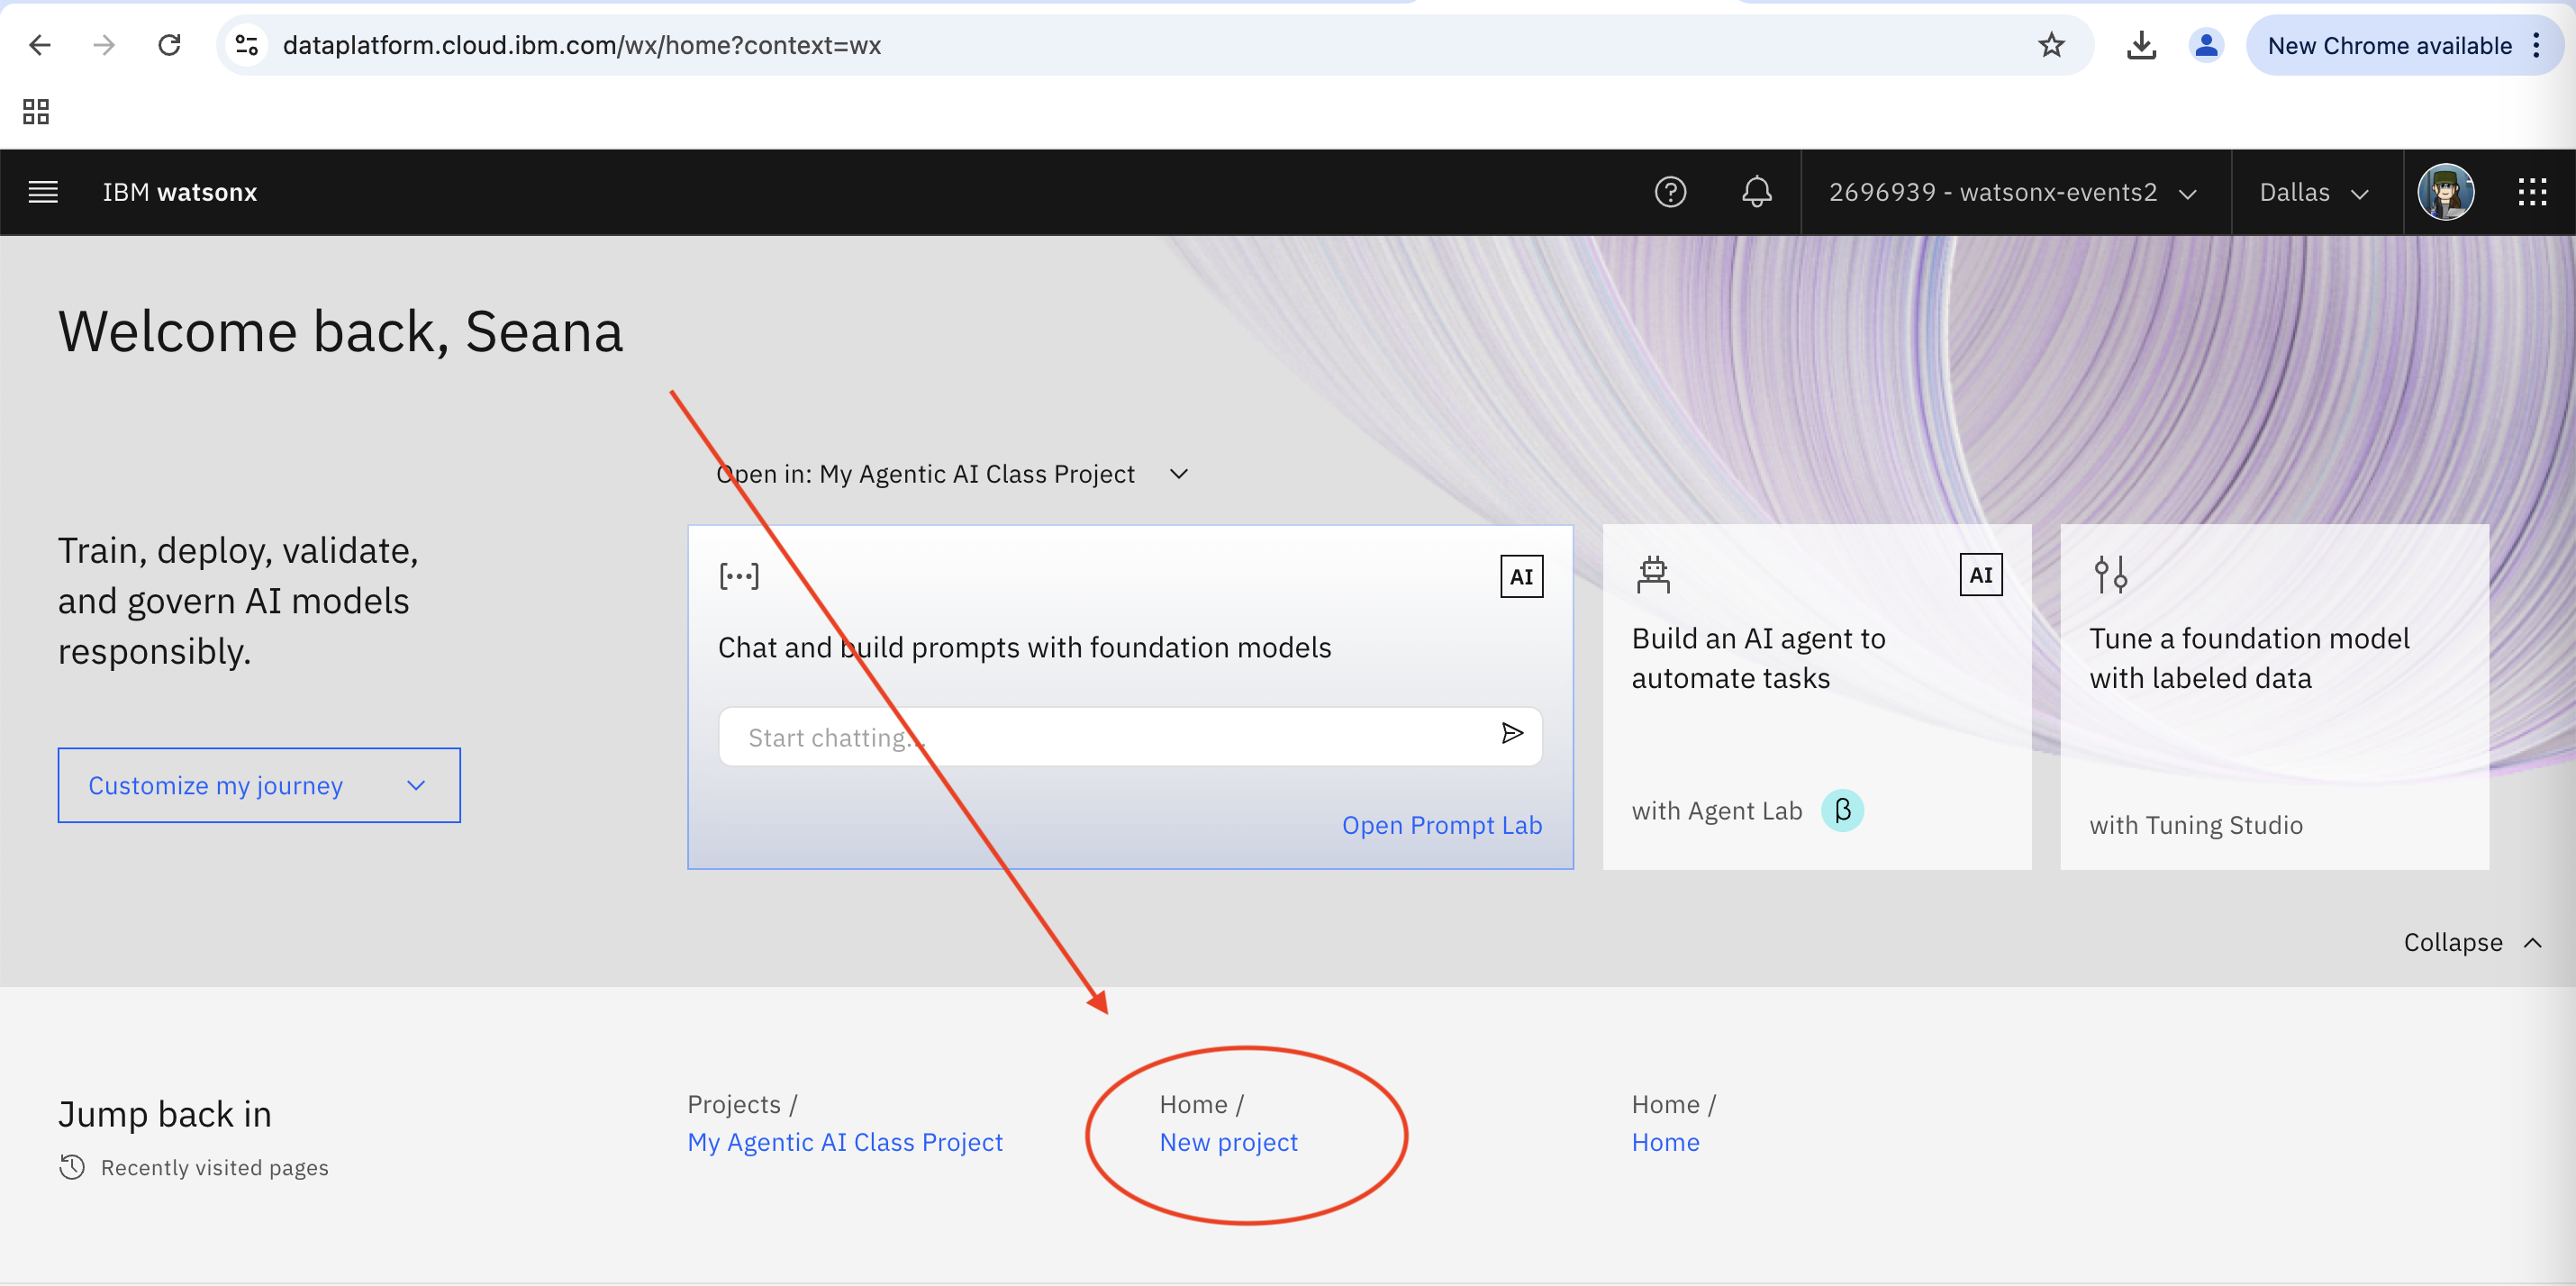 dataplatform.cloud.ibm.com/wx/home?context=wx
New Chrome available
IBM watsonx
2696939 - watsonx-events2
Dallas
Welcome back, Seana
Open in: My Agentic AI Class Project
Train, deploy, validate,
and govern AI models
responsibly.
Customize my journey
AI
Chat and build prompts with foundation models
Start chatting...
Open Prompt Lab
AI
Build an AI agent to
automate tasks
with Agent Lab β
Tune a foundation model
with labeled data
with Tuning Studio
Collapse
Jump back in
Recently visited pages
Projects /
My Agentic AI Class Project
Home /
New project
Home /
Home